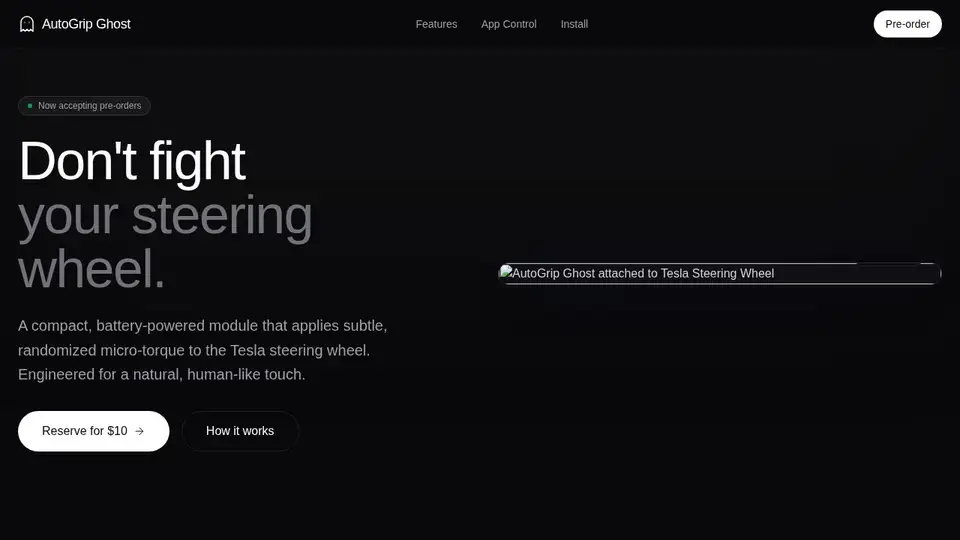 AutoGrip Ghost
Features
App Control
Install
Pre-order
Now accepting pre-orders
Don't fight
your steering
wheel.
AutoGrip Ghost attached to Tesla Steering Wheel
A compact, battery-powered module that applies subtle,
randomized micro-torque to the Tesla steering wheel.
Engineered for a natural, human-like touch.
Reserve for $10 →
How it works